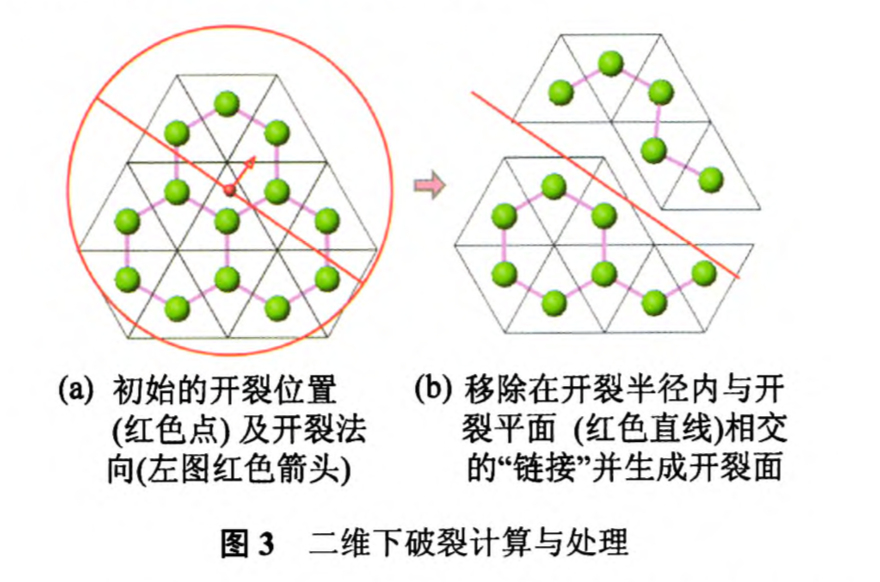 (a) 初始的开裂位置
(红色点) 及开裂法
向(左图红色箭头)
(b) 移除在开裂半径内与开
裂平面 (红色直线)相交
的“链接”并生成开裂面
图 3 二维下破裂计算与处理